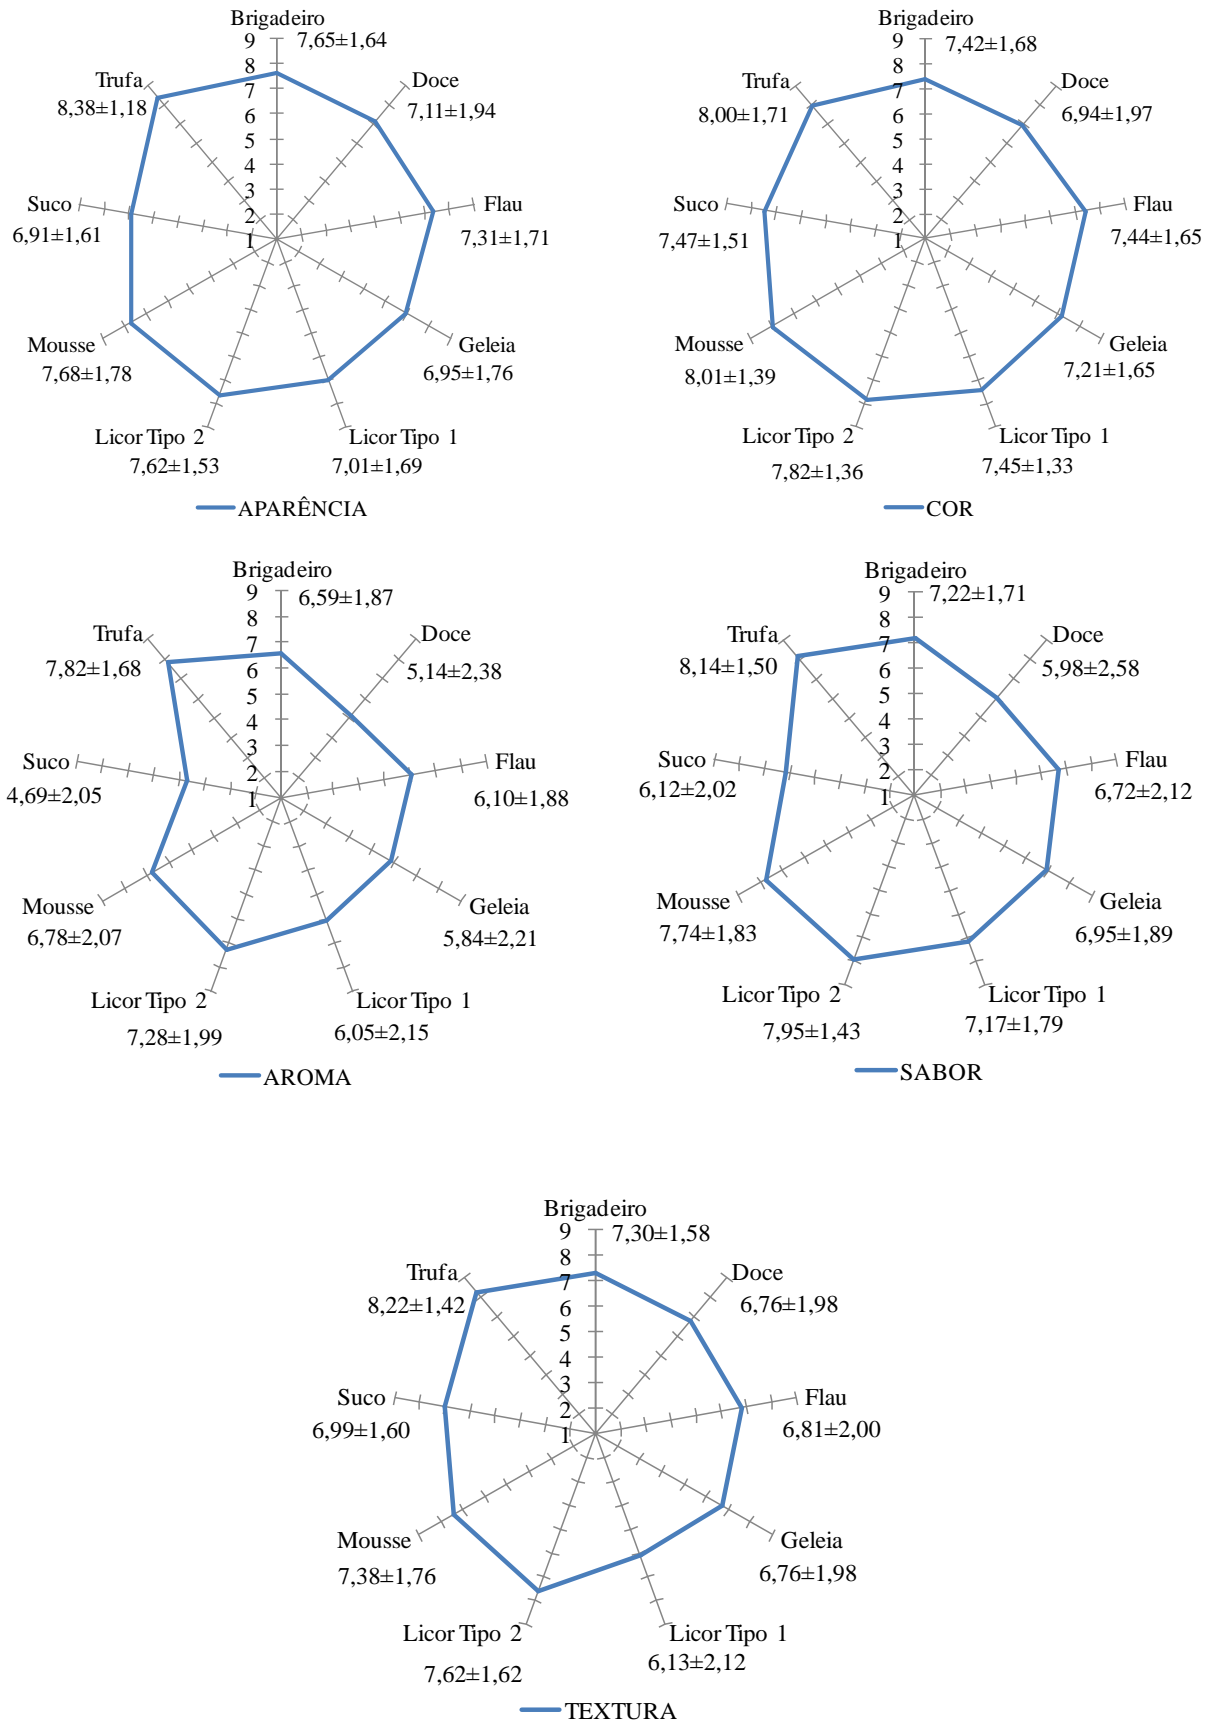 Brigadeiro
7,65±1,64
9
8
7
6
5
4
3
2
1
Doce
7,11±1,94
Flau
7,31±1,71
Geleia
6,95±1,76
Licor Tipo 1
7,01±1,69
Licor Tipo 2
7,62±1,53
Mousse
7,68±1,78
Suco
6,91±1,61
Trufa
8,38±1,18
APARÊNCIA
Brigadeiro
7,42±1,68
9
8
7
6
5
4
3
2
1
Doce
6,94±1,97
Flau
7,44±1,65
Geleia
7,21±1,65
Licor Tipo 1
7,45±1,33
Licor Tipo 2
7,82±1,36
Mousse
8,01±1,39
Suco
7,47±1,51
Trufa
8,00±1,71
COR
Brigadeiro
6,59±1,87
9
8
7
6
5
4
3
2
1
Doce
5,14±2,38
Flau
6,10±1,88
Geleia
5,84±2,21
Licor Tipo 1
6,05±2,15
Licor Tipo 2
7,28±1,99
Mousse
6,78±2,07
Suco
4,69±2,05
Trufa
7,82±1,68
AROMA
Brigadeiro
7,22±1,71
9
8
7
6
5
4
3
2
1
Doce
5,98±2,58
Flau
6,72±2,12
Geleia
6,95±1,89
Licor Tipo 1
7,17±1,79
Licor Tipo 2
7,95±1,43
Mousse
7,74±1,83
Suco
6,12±2,02
Trufa
8,14±1,50
SABOR
Brigadeiro
7,30±1,58
9
8
7
6
5
4
3
2
1
Doce
6,76±1,98
Flau
6,81±2,00
Geleia
6,76±1,98
Licor Tipo 1
6,13±2,12
Licor Tipo 2
7,62±1,62
Mousse
7,38±1,76
Suco
6,99±1,60
Trufa
8,22±1,42
TEXTURA